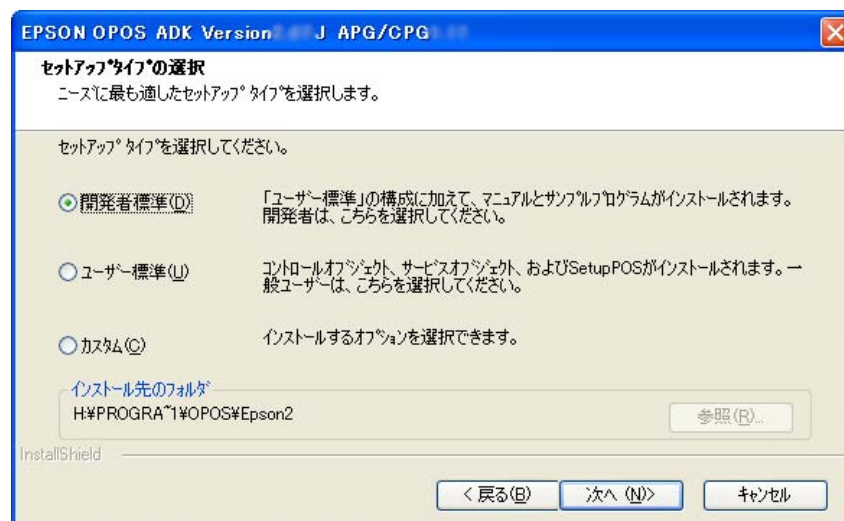 EPSON OPOS ADK Version J APG/CPG
セットアップ タイプの選択
ニーズに最も適したセットアップ タイプを選択します。
セットアップ タイプを選択してください。
開発者標準(D)
「ユーザー標準」の構成に加えて、マニュアルとサンプルプログラムがインストールされます。
開発者は、こちらを選択してください。
ユーザー標準(U)
コントロールオブジェクト、サービスオブジェクト、およびSetupPOSがインストールされます。一
般ユーザーは、こちらを選択してください。
カスタム(C)
インストールするオプションを選択できます。
インストール先のフォルダ
H:¥PROGRA~1¥OPOS¥Epson2
参照(R)...
InstallShield
< 戻る(B)
次へ (N)>
キャンセル